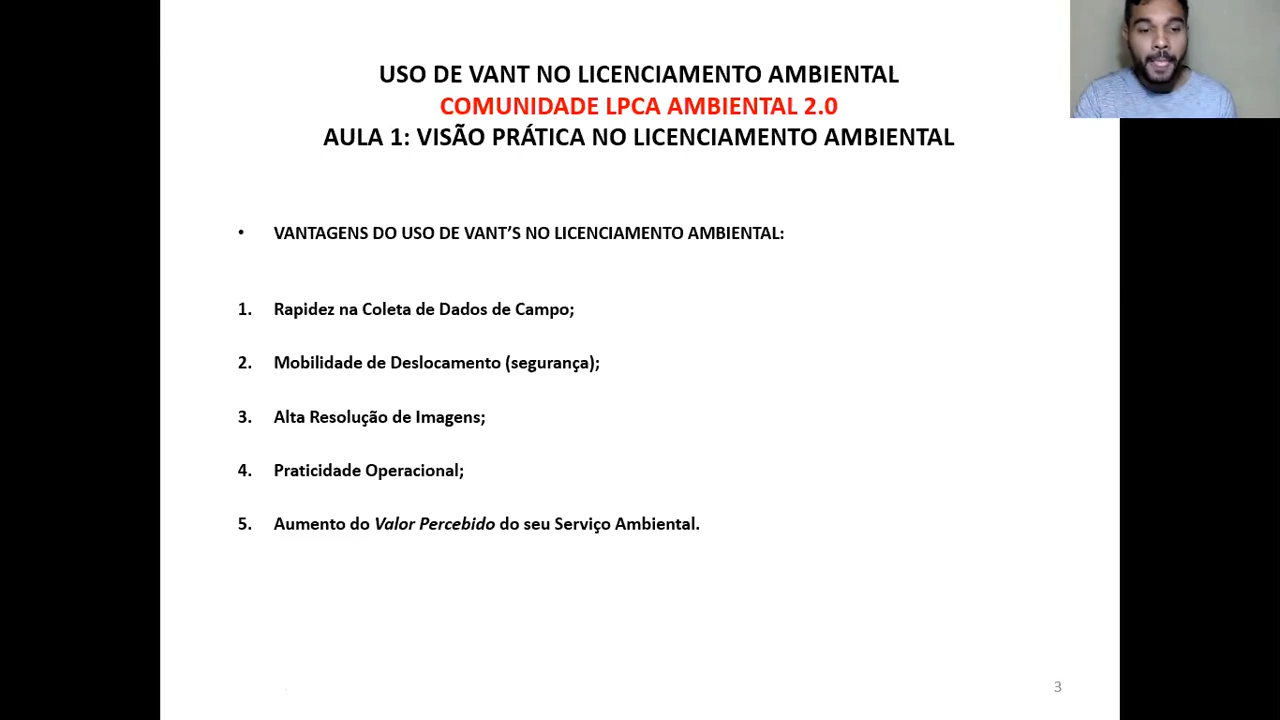 USO DE VANT NO LICENCIAMENTO AMBIENTAL
COMUNIDADE LPCA AMBIENTAL 2.0
AULA 1: VISÃO PRÁTICA NO LICENCIAMENTO AMBIENTAL
• VANTAGENS DO USO DE VANT’S NO LICENCIAMENTO AMBIENTAL:
1. Rapidez na Coleta de Dados de Campo;
2. Mobilidade de Deslocamento (segurança);
3. Alta Resolução de Imagens;
4. Praticidade Operacional;
5. Aumento do Valor Percebido do seu Serviço Ambiental.
3